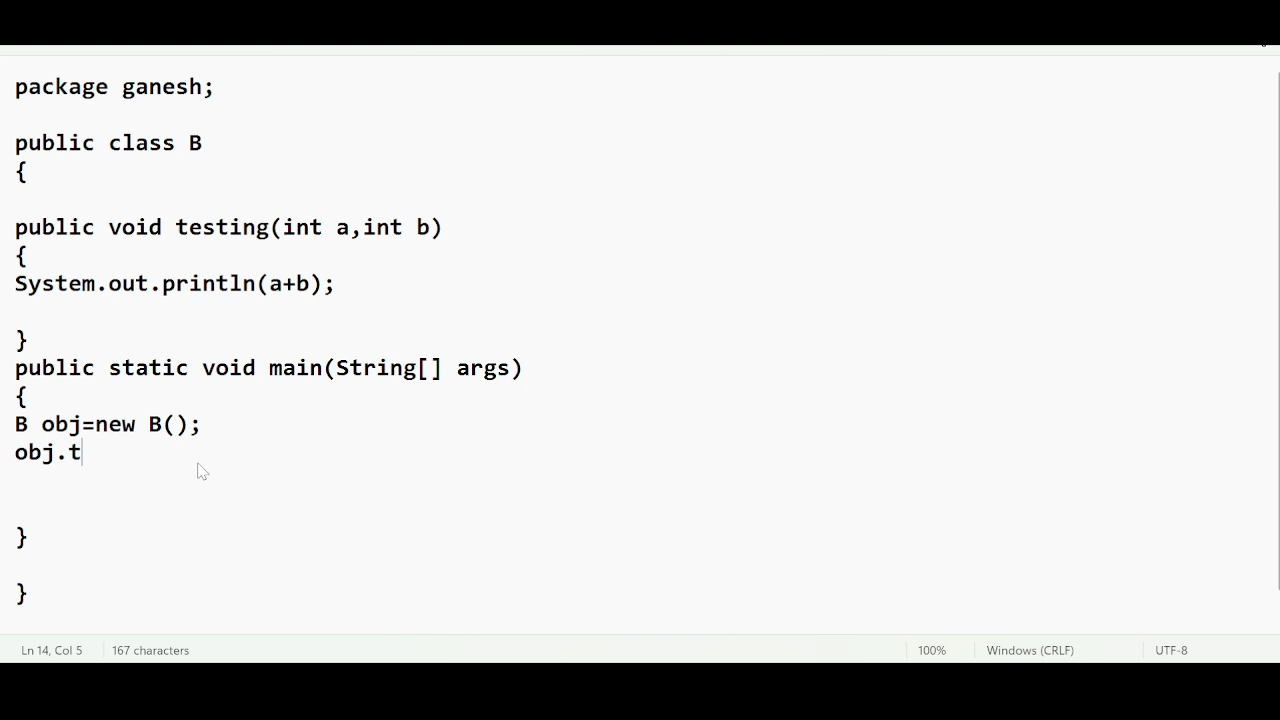 package ganesh;
public class B
{
public void testing(int a,int b)
{
System.out.println(a+b);
}
public static void main(String[] args)
{
B obj=new B();
obj.t
}
}
Ln 14, Col 5 167 characters 100% Windows (CRLF) UTF-8